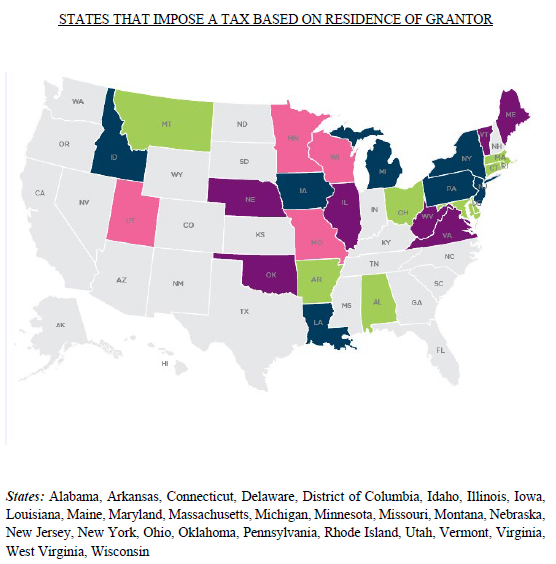 STATES THAT IMPOSE A TAX BASED ON RESIDENCE OF GRANTOR
WA
MT
ND
MN
ME
VT
NH
OR
ID
SD
WI
NY
MA
CT
RI
WY
MI
PA
NJ
NE
IA
CA
NV
UT
CO
IL
IN
OH
WV
VA
KS
MO
KY
NC
AZ
NM
OK
AR
TN
SC
TX
MS
AL
GA
LA
AK
HI
FL
States: Alabama, Arkansas, Connecticut, Delaware, District of Columbia, Idaho, Illinois, Iowa,
Louisiana, Maine, Maryland, Massachusetts, Michigan, Minnesota, Missouri, Montana, Nebraska,
New Jersey, New York, Ohio, Oklahoma, Pennsylvania, Rhode Island, Utah, Vermont, Virginia,
West Virginia, Wisconsin